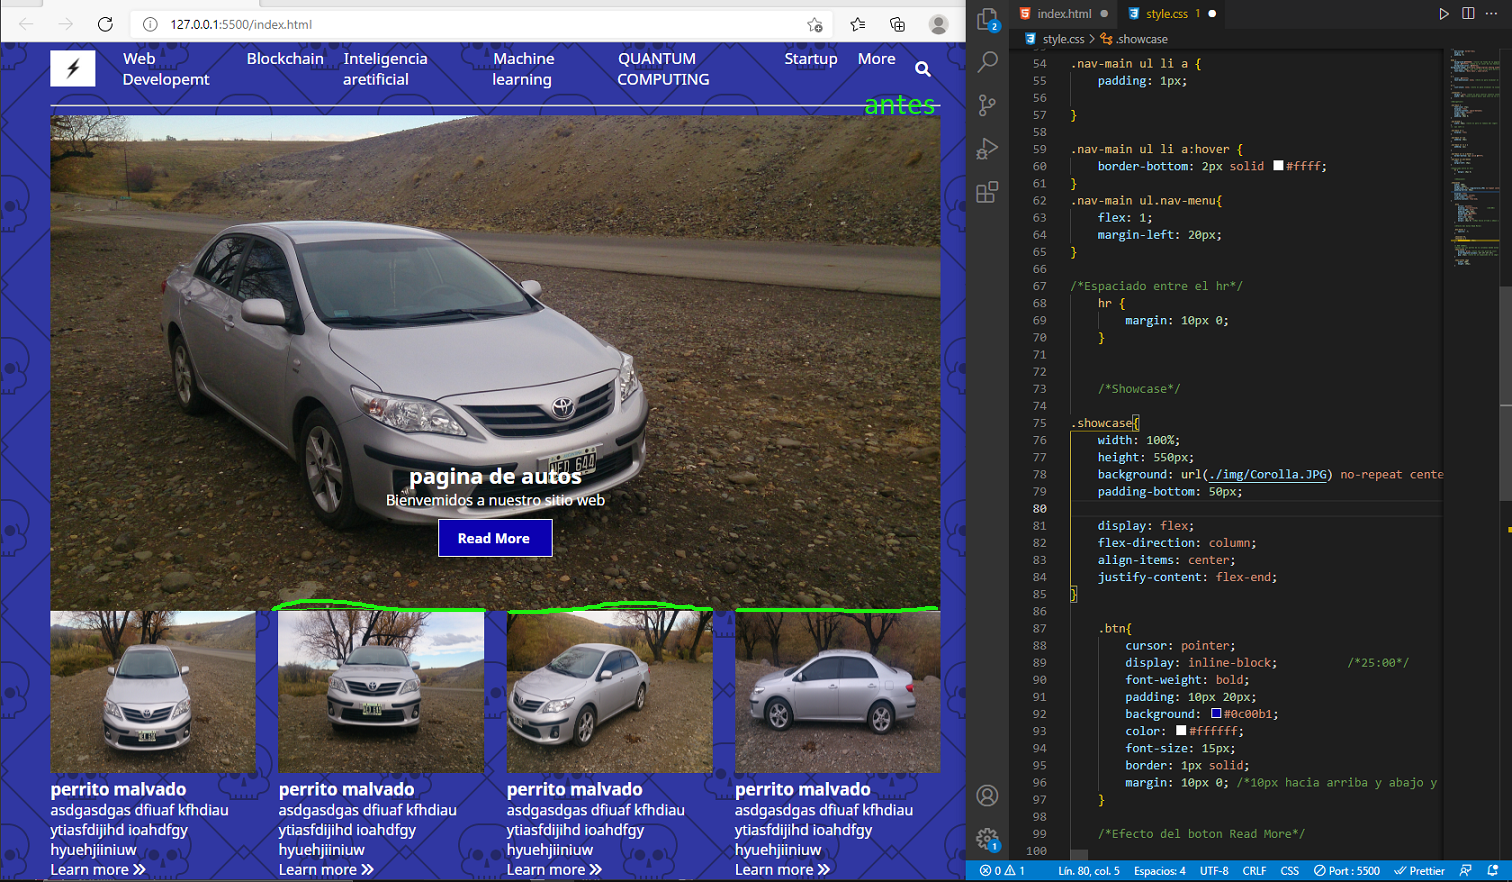 127.0.0.1:5500/index.html
Web Developemt
Blockchain
Inteligencia aretificial
Machine learning
QUANTUM COMPUTING
Startup
More
antes
NED 644
pagina de autos
Bienvenidos a nuestro sitio web
Read More
perrito malvado
asdgasdgas dfiuaf kfhdiau
ytiasfdijihd ioahdfgy
hyuehjiiniuw
Learn more »
perrito malvado
asdgasdgas dfiuaf kfhdiau
ytiasfdijihd ioahdfgy
hyuehjiiniuw
Learn more »
perrito malvado
asdgasdgas dfiuaf kfhdiau
ytiasfdijihd ioahdfgy
hyuehjiiniuw
Learn more »
perrito malvado
asdgasdgas dfiuaf kfhdiau
ytiasfdijihd ioahdfgy
hyuehjiiniuw
Learn more »
2
index.html
style.css 1
style.css > .showcase
54 .nav-main ul li a {
55 padding: 1px;
56
57 }
58
59 .nav-main ul li a:hover {
60 border-bottom: 2px solid #ffff;
61 }
62 .nav-main ul.nav-menu{
63 flex: 1;
64 margin-left: 20px;
65 }
66
67 /*Espaciado entre el hr*/
68 hr {
69 margin: 10px 0;
70 }
71
72
73 /*Showcase*/
74
75 .showcase{
76 width: 100%;
77 height: 550px;
78 background: url(./img/Corolla.JPG) no-repeat cente
79 padding-bottom: 50px;
80
81 display: flex;
82 flex-direction: column;
83 align-items: center;
84 justify-content: flex-end;
85 }
86
87 .btn{
88 cursor: pointer;
89 display: inline-block; /*25:00*/
90 font-weight: bold;
91 padding: 10px 20px;
92 background: #0c00b1;
93 color: #ffffff;
94 font-size: 15px;
95 border: 1px solid;
96 margin: 10px 0; /*10px hacia arriba y abajo y
97 }
98
99 /*Efecto del boton Read More*/
100
1
0 1 Lín. 80, col. 5 Espacios: 4 UTF-8 CRLF CSS Port : 5500 Prettier